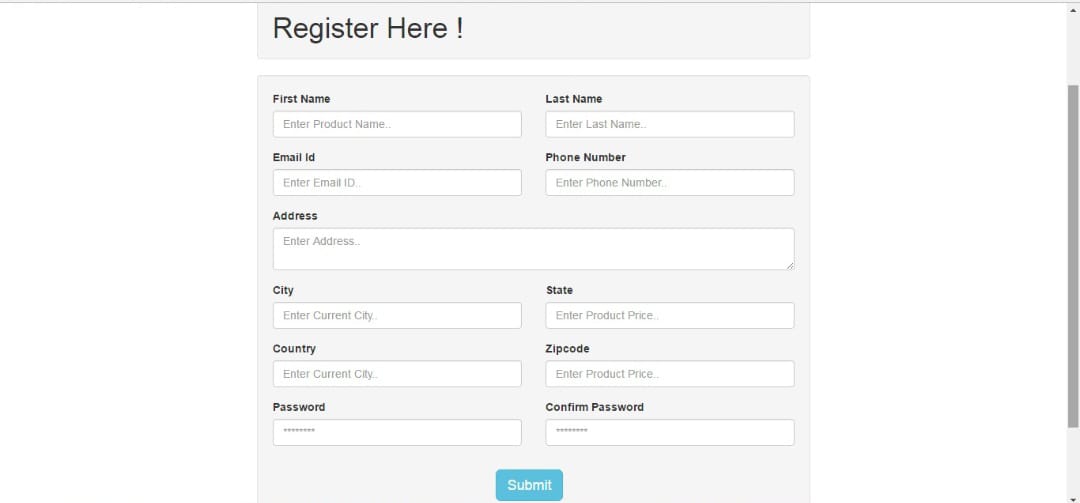 Register Here !
First Name Last Name
Enter Product Name.. Enter Last Name..
Email Id Phone Number
Enter Email ID.. Enter Phone Number..
Address
Enter Address..
City State
Enter Current City.. Enter Product Price..
Country Zipcode
Enter Current City.. Enter Product Price..
Password Confirm Password
******** ********
Submit